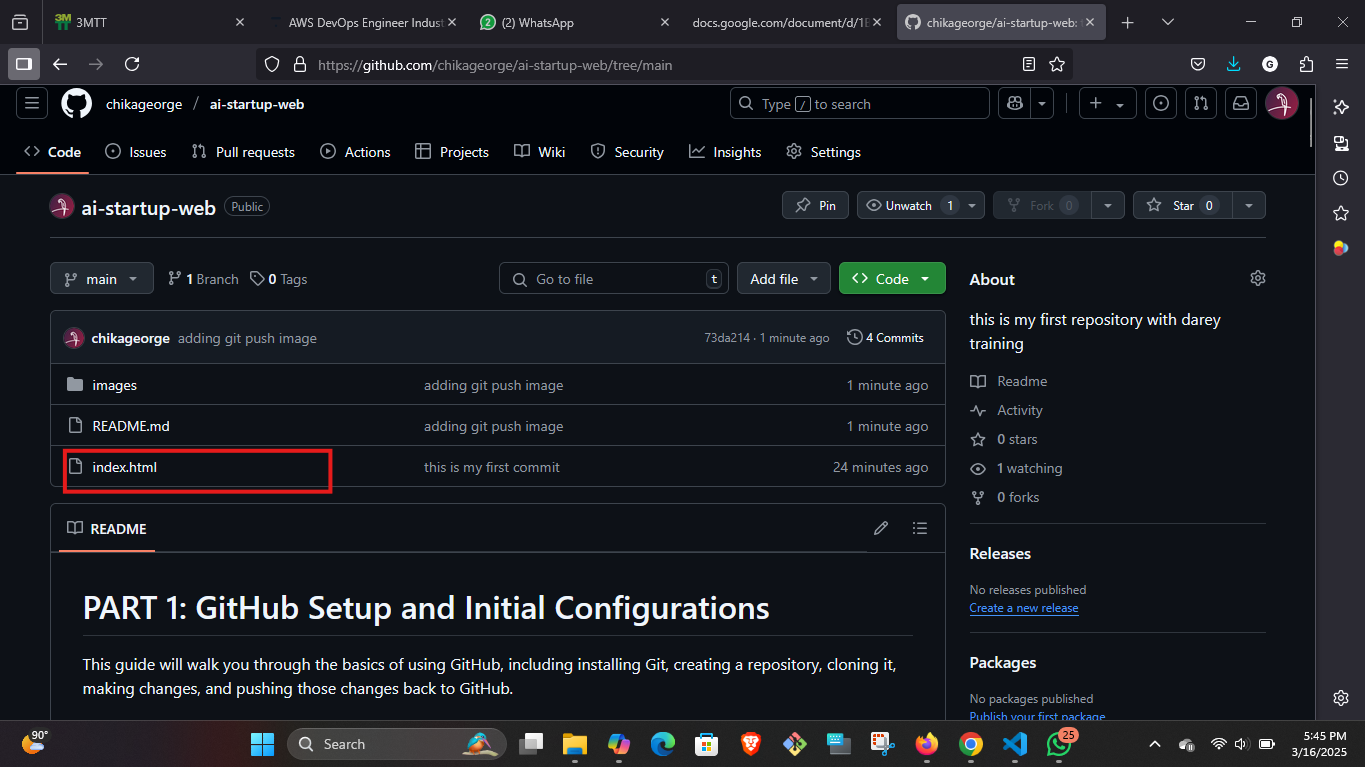 3MTT
AWS DevOps Engineer Indust
(2) WhatsApp
docs.google.com/document/d/1E
chikageorge/ai-startup-web: t
https://github.com/chikageorge/ai-startup-web/tree/main
chikageorge / ai-startup-web
Type / to search
Code Issues Pull requests Actions Projects Wiki Security Insights Settings
ai-startup-web Public
Pin Unwatch 1 Fork 0 Star 0
main 1 Branch 0 Tags Go to file t Add file Code
About
this is my first repository with darey
training
chikageorge adding git push image 73da214 · 1 minute ago 4 Commits
images adding git push image 1 minute ago
README.md adding git push image 1 minute ago
index.html this is my first commit 24 minutes ago
Readme
Activity
0 stars
1 watching
0 forks
README
PART 1: GitHub Setup and Initial Configurations
This guide will walk you through the basics of using GitHub, including installing Git, creating a repository, cloning it,
making changes, and pushing those changes back to GitHub.
Releases
No releases published
Create a new release
Packages
No packages published
Publish your first package
90°
Search
25
5:45 PM
3/16/2025